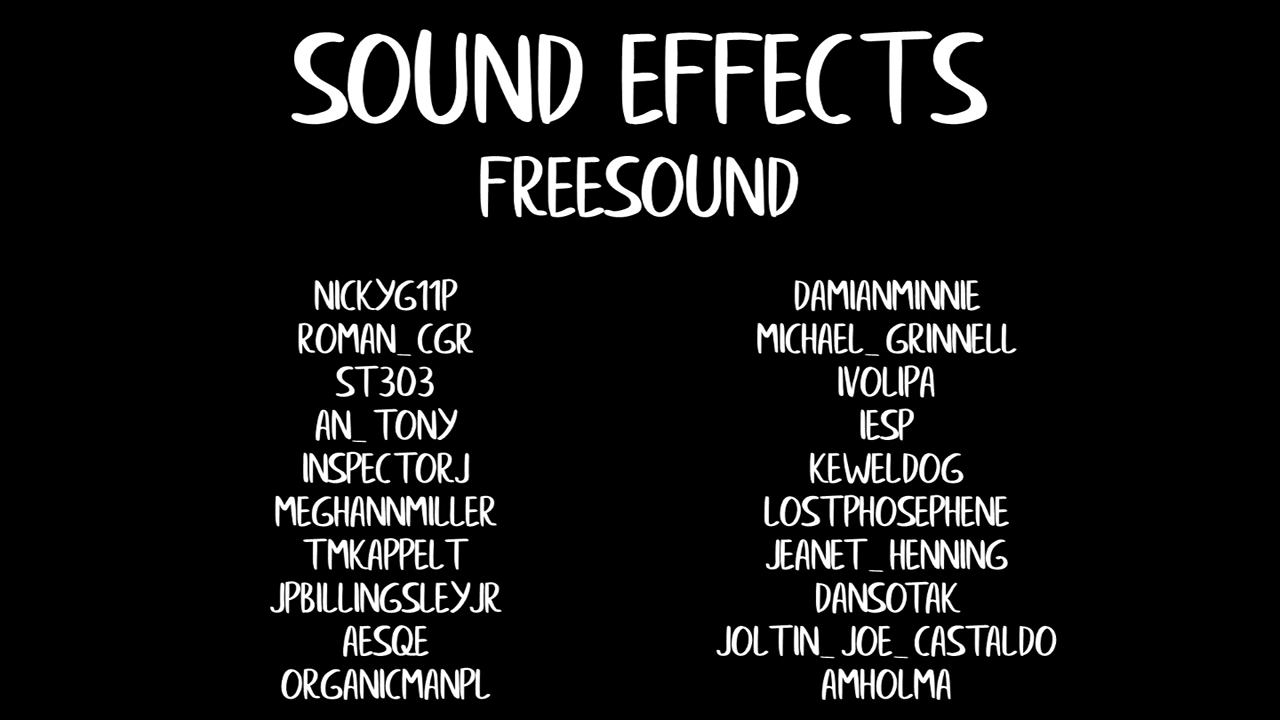 SOUND EFFECTS
FREESOUND
NICKYG11P
ROMAN_CGR
ST303
AN_TONY
INSPECTORJ
MEGHANNMILLER
TMKAPPELT
JPBILLINGSLEYJR
AESQE
ORGANICMANPL
DAMIANMINNIE
MICHAEL_GRINNELL
IVOLIPA
IESP
KEWELDOG
LOSTPHOSEPHENE
JEANET_HENNING
DANSOTAK
JOLTIN_JOE_CASTALDO
AMHOLMA